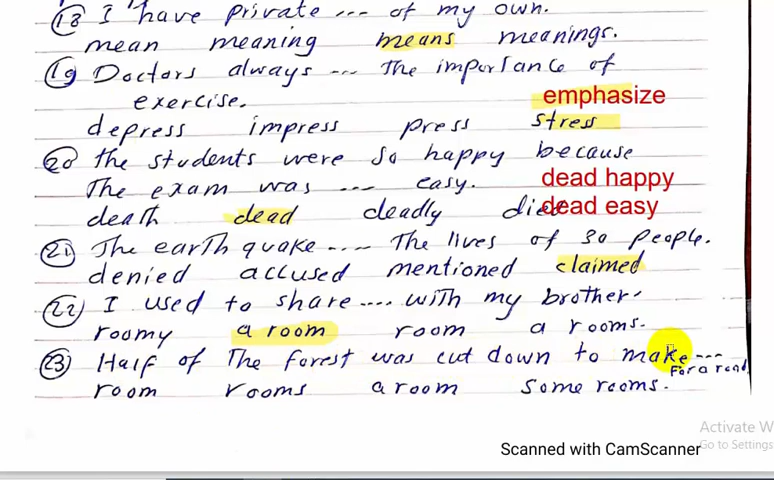 (18) I have private ... of my own.
mean meaning means meanings.
(19) Doctors always ... The importance of
exercise.
emphasize
depress impress press stress
(20) The students were so happy because
The exam was ... easy.
dead happy
death dead deadly died
dead easy
(21) The earth quake .... The lives of 30 people.
denied accused mentioned claimed
(22) I used to share .... with my brother.
roomy a room room a rooms.
(23) Half of The forest was cut down to make ...
For a road
room rooms a room some rooms.
Activate W
Go to Settings
Scanned with CamScanner